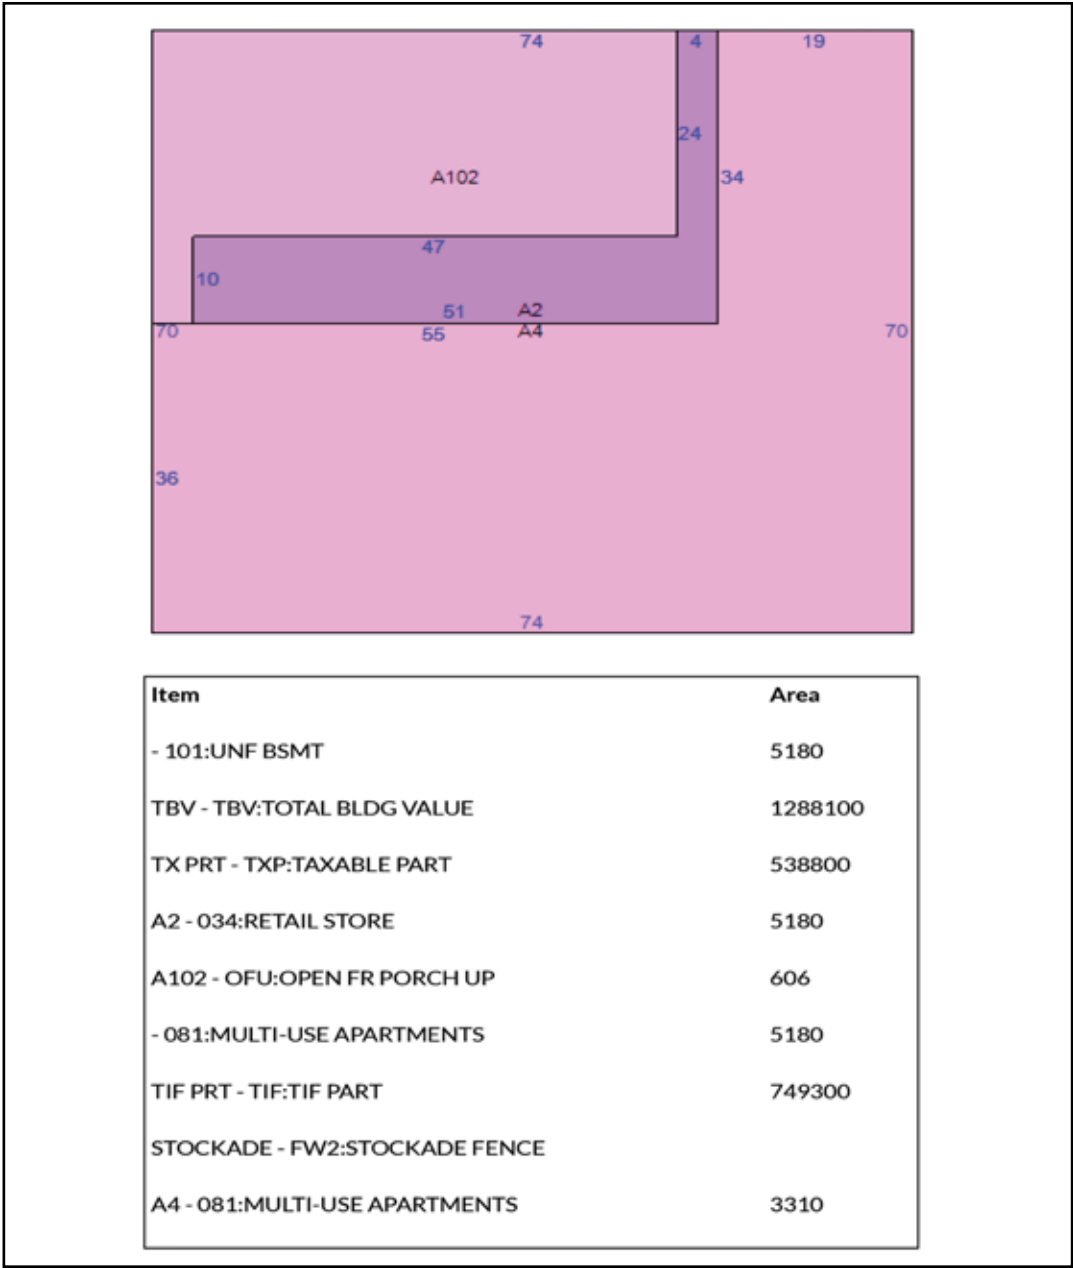 74 4 19
24
A102 34
47
10
51 A2
70 55 A4 70
36
74
Item Area
- 101:UNF BSMT 5180
TBV - TBV:TOTAL BLDG VALUE 1288100
TX PRT - TXP:TAXABLE PART 538800
A2 - 034:RETAIL STORE 5180
A102 - OFU:OPEN FR PORCH UP 606
- 081:MULTI-USE APARTMENTS 5180
TIF PRT - TIF:TIF PART 749300
STOCKADE - FW2:STOCKADE FENCE
A4 - 081:MULTI-USE APARTMENTS 3310